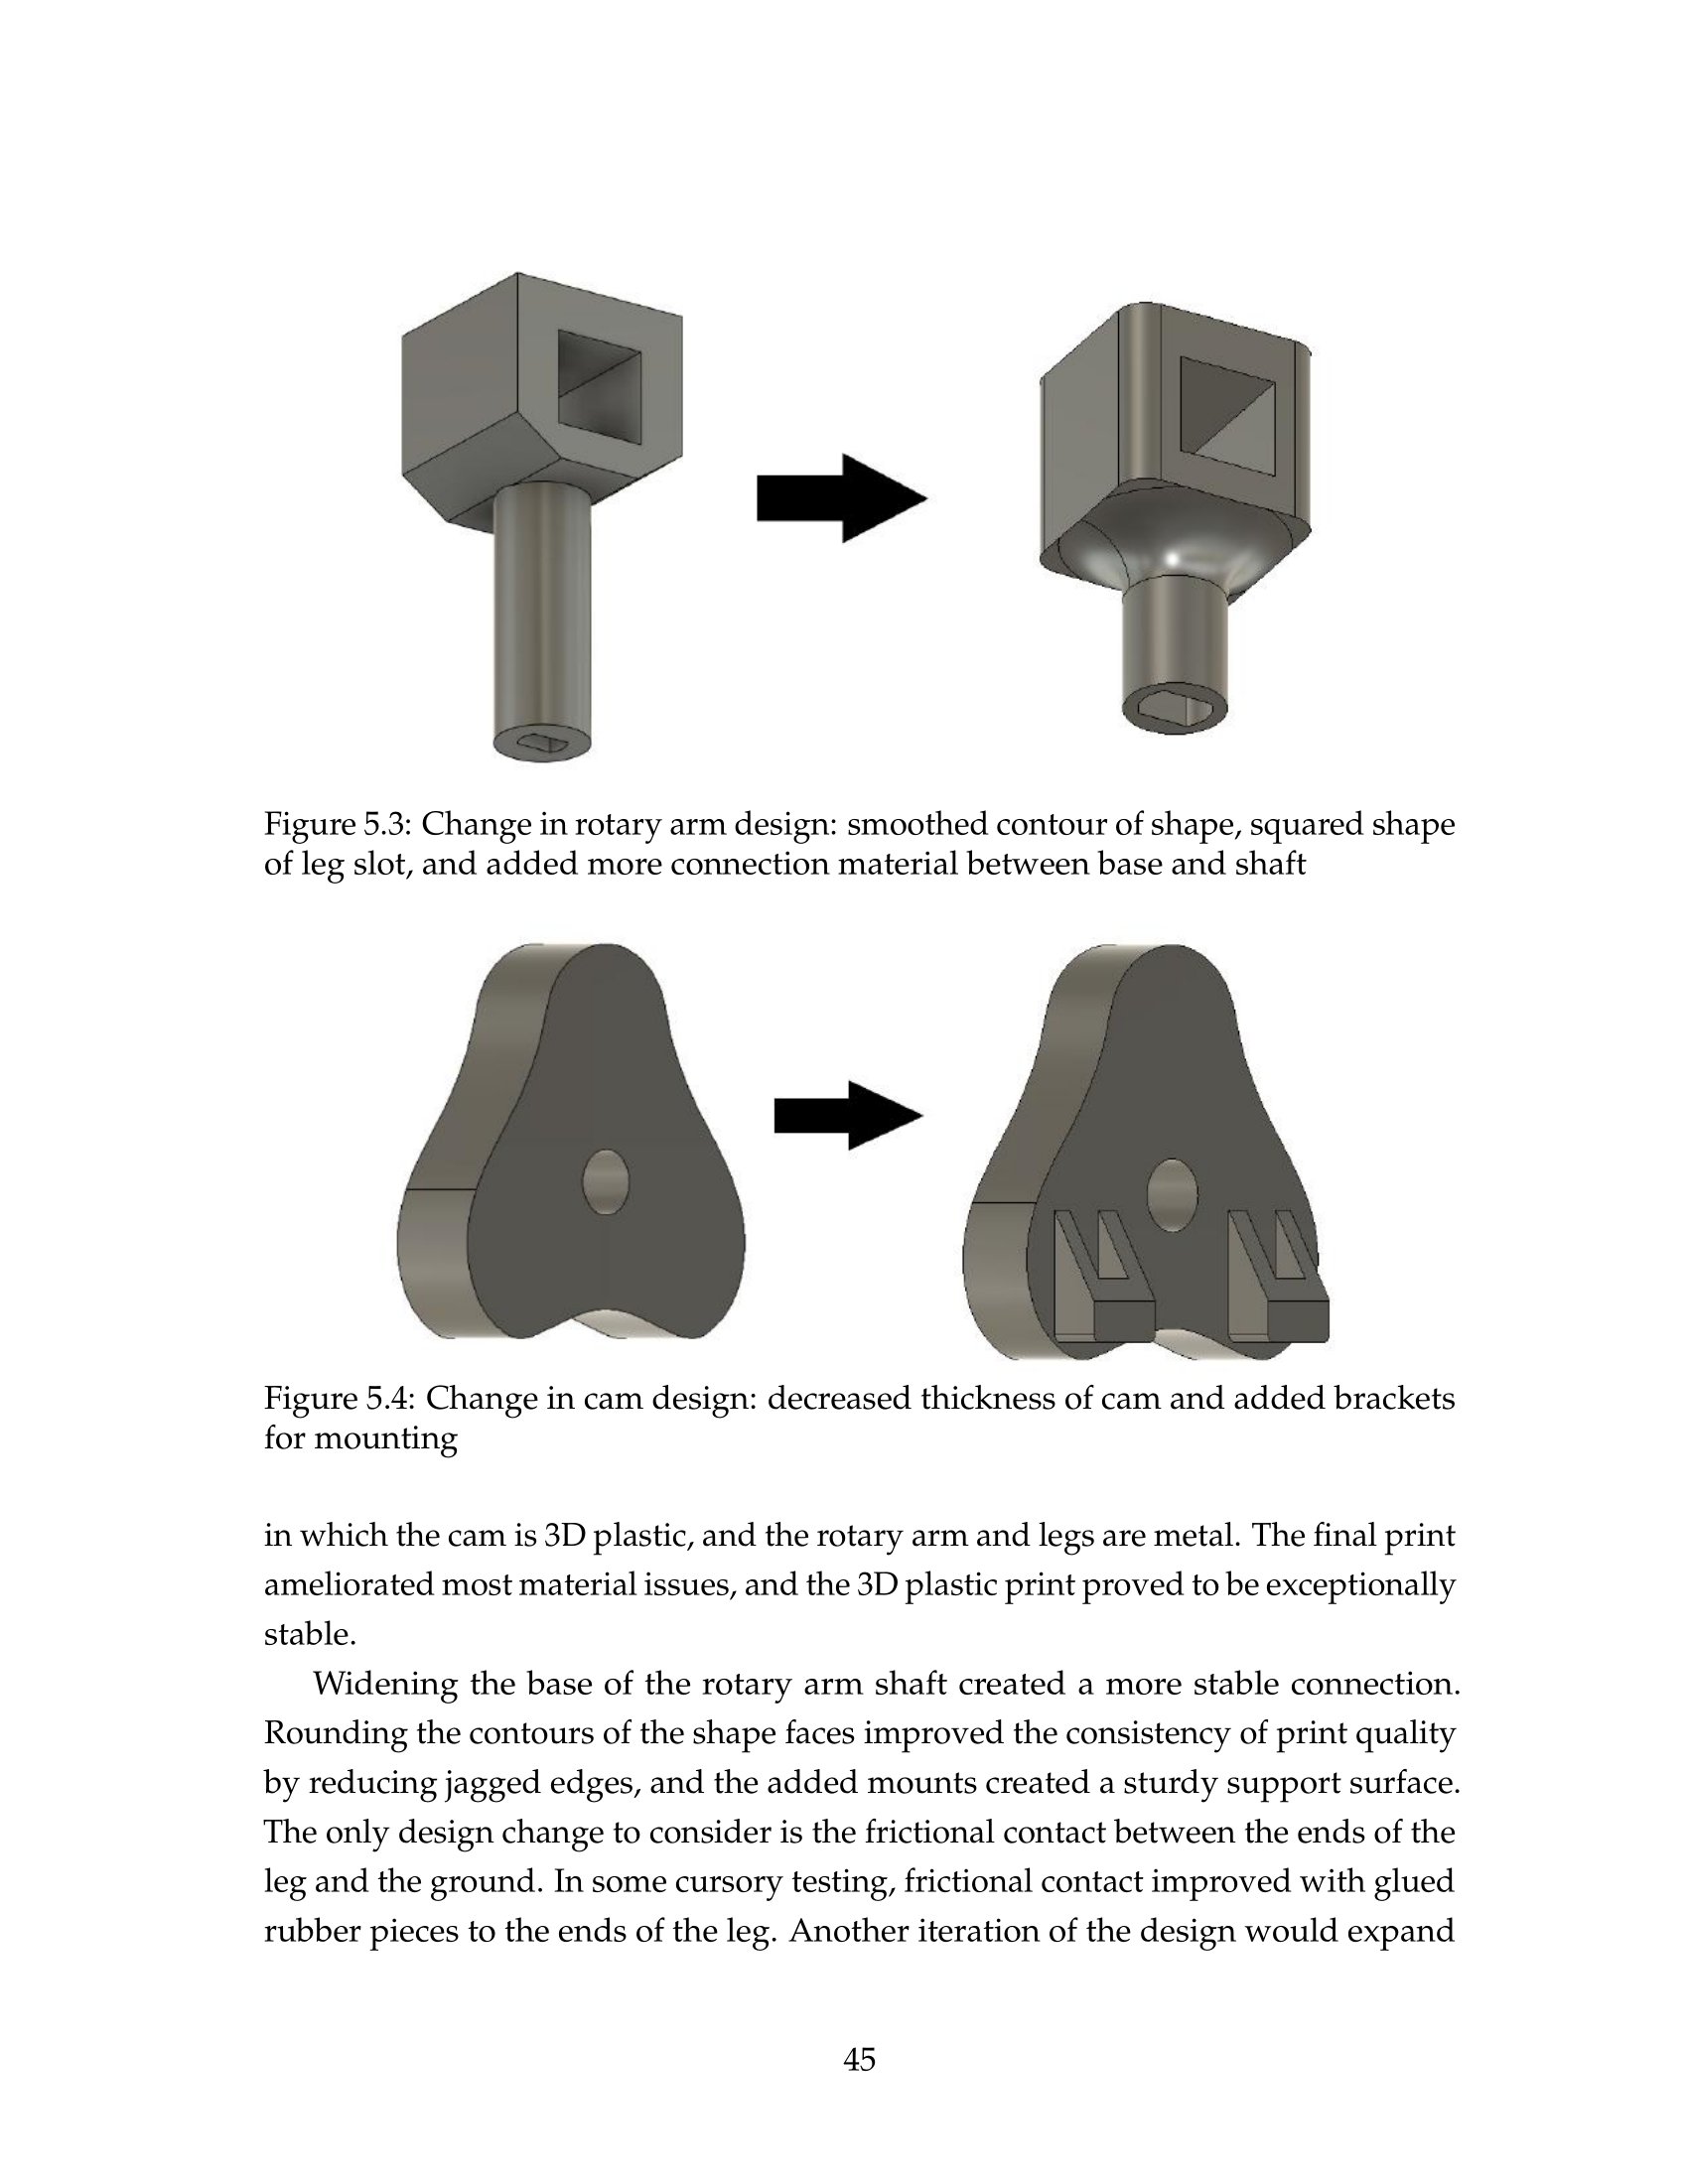 Figure 5.3: Change in rotary arm design: smoothed contour of shape, squared shape
of leg slot, and added more connection material between base and shaft
Figure 5.4: Change in cam design: decreased thickness of cam and added brackets
for mounting
in which the cam is 3D plastic, and the rotary arm and legs are metal. The final print
ameliorated most material issues, and the 3D plastic print proved to be exceptionally
stable.
Widening the base of the rotary arm shaft created a more stable connection.
Rounding the contours of the shape faces improved the consistency of print quality
by reducing jagged edges, and the added mounts created a sturdy support surface.
The only design change to consider is the frictional contact between the ends of the
leg and the ground. In some cursory testing, frictional contact improved with glued
rubber pieces to the ends of the leg. Another iteration of the design would expand
45